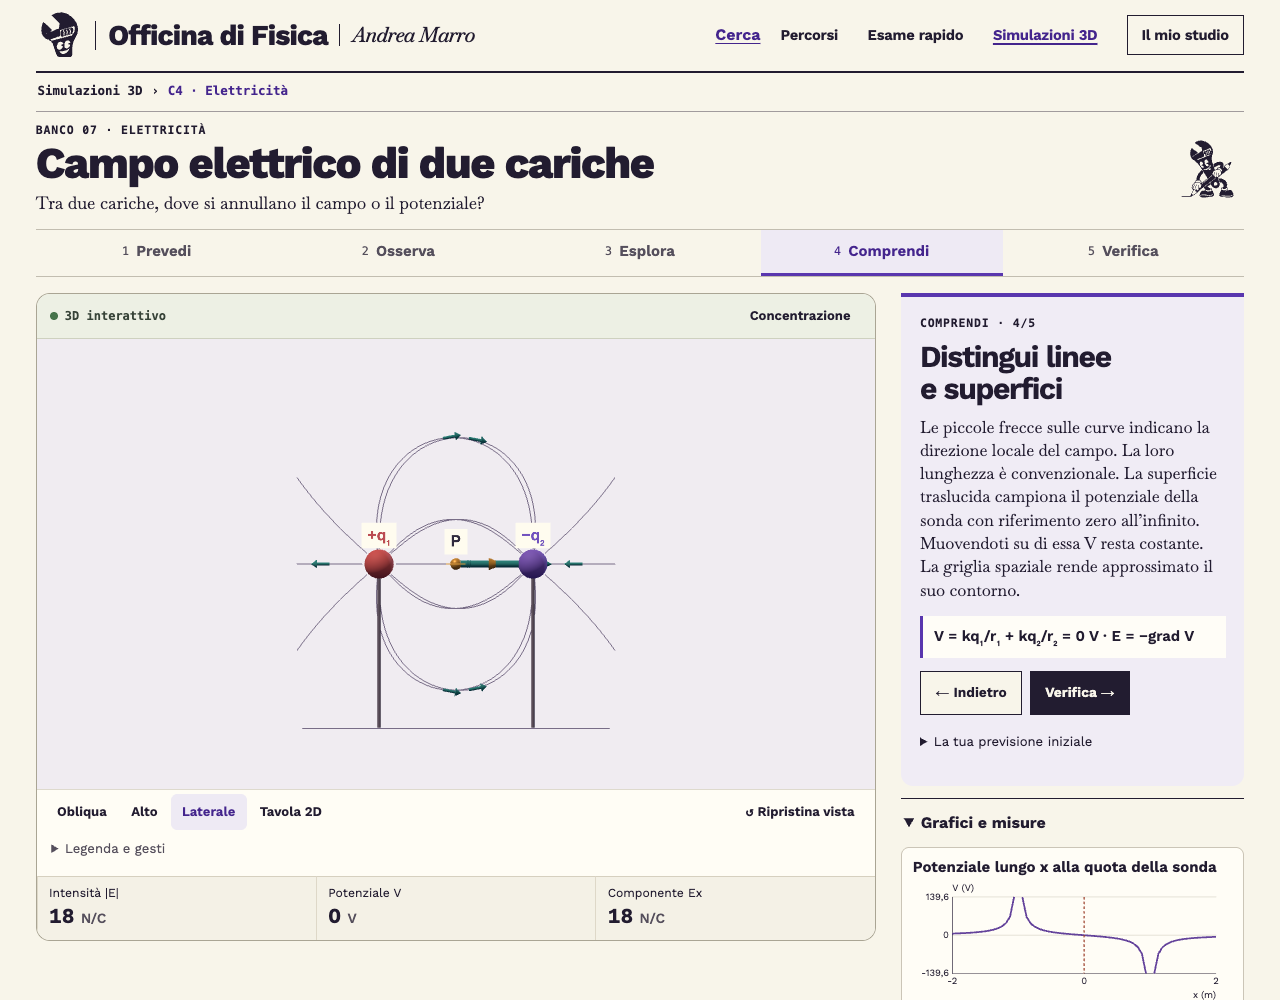 Officina di Fisica
Andrea Marro
Cerca
Percorsi
Esame rapido
Simulazioni 3D
Il mio studio
Simulazioni 3D › C4 · Elettricità
BANCO 07 · ELETTRICITÀ
Campo elettrico di due cariche
Tra due cariche, dove si annullano il campo o il potenziale?
1 Prevedi
2 Osserva
3 Esplora
4 Comprendi
5 Verifica
3D interattivo
Concentrazione
+q₁
P
−q₂
Obliqua
Alto
Laterale
Tavola 2D
↺ Ripristina vista
▶ Legenda e gesti
Intensità |E|
18 N/C
Potenziale V
0 V
Componente Ex
18 N/C
COMPRENDI · 4/5
Distingui linee
e superfici
Le piccole frecce sulle curve indicano la
direzione locale del campo. La loro
lunghezza è convenzionale. La superficie
traslucida campiona il potenziale della
sonda con riferimento zero all’infinito.
Muovendoti su di essa V resta costante.
La griglia spaziale rende approssimato il
suo contorno.
V = kq₁/r₁ + kq₂/r₂ = 0 V · E = −grad V
← Indietro
Verifica →
▶ La tua previsione iniziale
▼ Grafici e misure
Potenziale lungo x alla quota della sonda
V (V)
139,6
0
-139,6
-2
0
2
x (m)